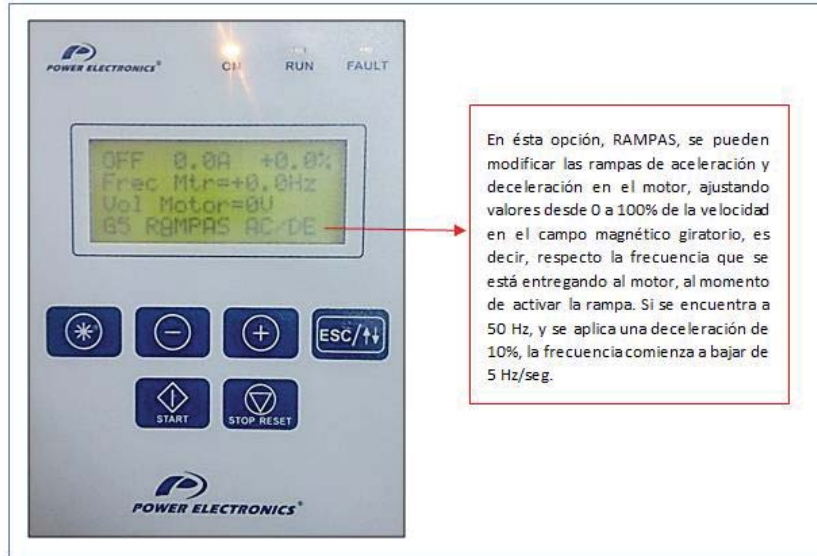 POWER ELECTRONICS®
ON RUN FAULT
OFF 0.0A +0.0%
Frec Mtr=+0.0Hz
Vol Motor=0V
G5 RAMPAS AC/DE
ESC/
START
STOP RESET
POWER ELECTRONICS®
En ésta opción, RAMPAS, se pueden
modificar las rampas de aceleración y
deceleración en el motor, ajustando
valores desde 0 a 100% de la velocidad
en el campo magnético giratorio, es
decir, respecto la frecuencia que se
está entregando al motor, al momento
de activar la rampa. Si se encuentra a
50 Hz, y se aplica una deceleración de
10%, la frecuencia comienza a bajar de
5 Hz/seg.